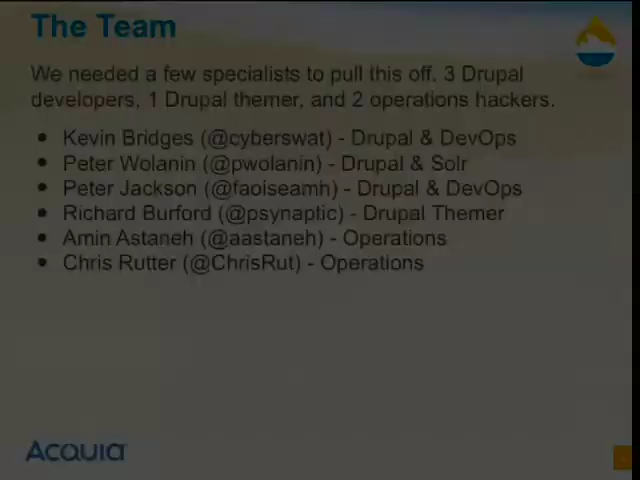 The Team
We needed a few specialists to pull this off. 3 Drupal
developers, 1 Drupal themer, and 2 operations hackers.
• Kevin Bridges (@cyberswat) - Drupal & DevOps
• Peter Wolanin (@pwolanin) - Drupal & Solr
• Peter Jackson (@faoiseamh) - Drupal & DevOps
• Richard Burford (@psynaptic) - Drupal Themer
• Amin Astaneh (@aastaneh) - Operations
• Chris Rutter (@ChrisRut) - Operations
Acquia